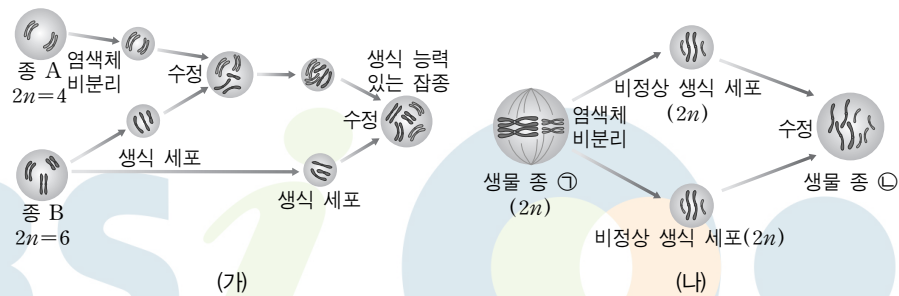 종 A
2n=4
염색체
비분리
수정
생식 능력
있는 잡종
수정
생식 세포
생식 세포
종 B
2n=6
(가)
비정상 생식 세포
(2n)
염색체
비분리
수정
생물 종 ㉠
(2n)
생물 종 ㉡
비정상 생식 세포(2n)
(나)